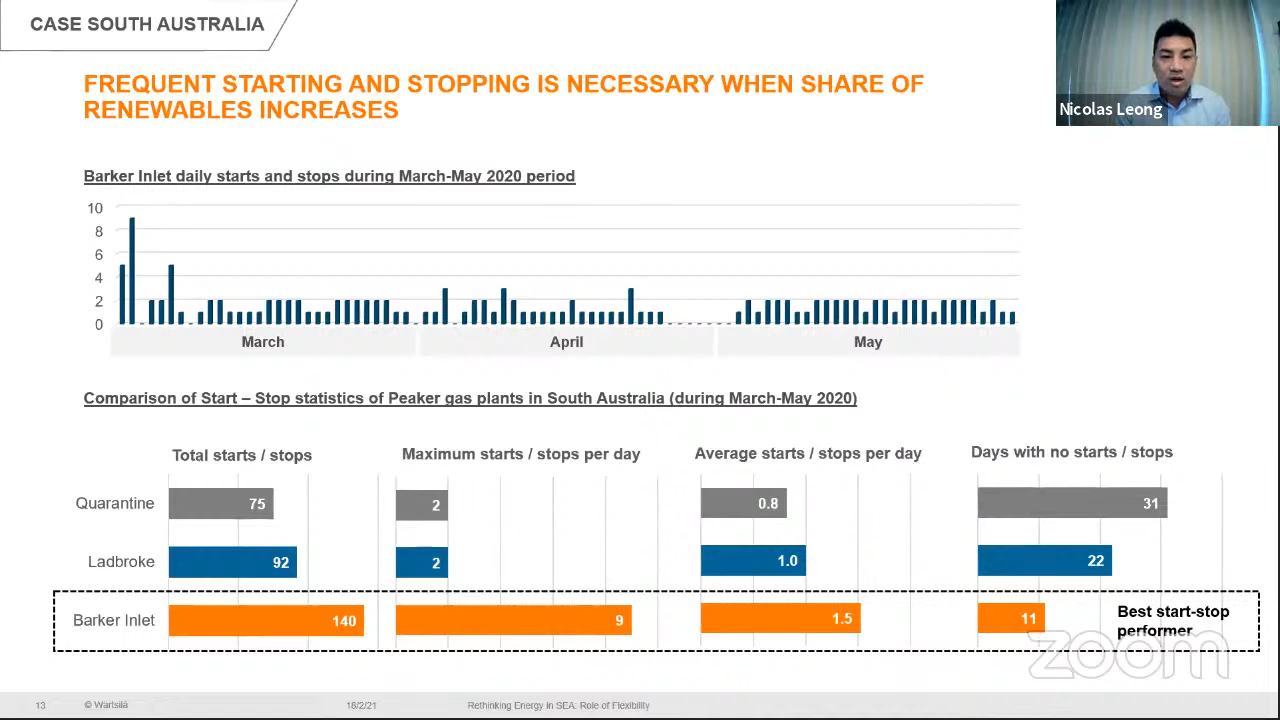 CASE SOUTH AUSTRALIA
Nicolas Leong
FREQUENT STARTING AND STOPPING IS NECESSARY WHEN SHARE OF
RENEWABLES INCREASES
Barker Inlet daily starts and stops during March-May 2020 period
10
8
6
4
2
0
March April May
Comparison of Start – Stop statistics of Peaker gas plants in South Australia (during March-May 2020)
Total starts / stops Maximum starts / stops per day Average starts / stops per day Days with no starts / stops
Quarantine 75 2 0.8 31
Ladbroke 92 2 1.0 22
Barker Inlet 140 9 1.5 11
Best start-stop
performer
zoom
13 © Wärtsilä 18/2/21 Rethinking Energy in SEA: Role of Flexibility